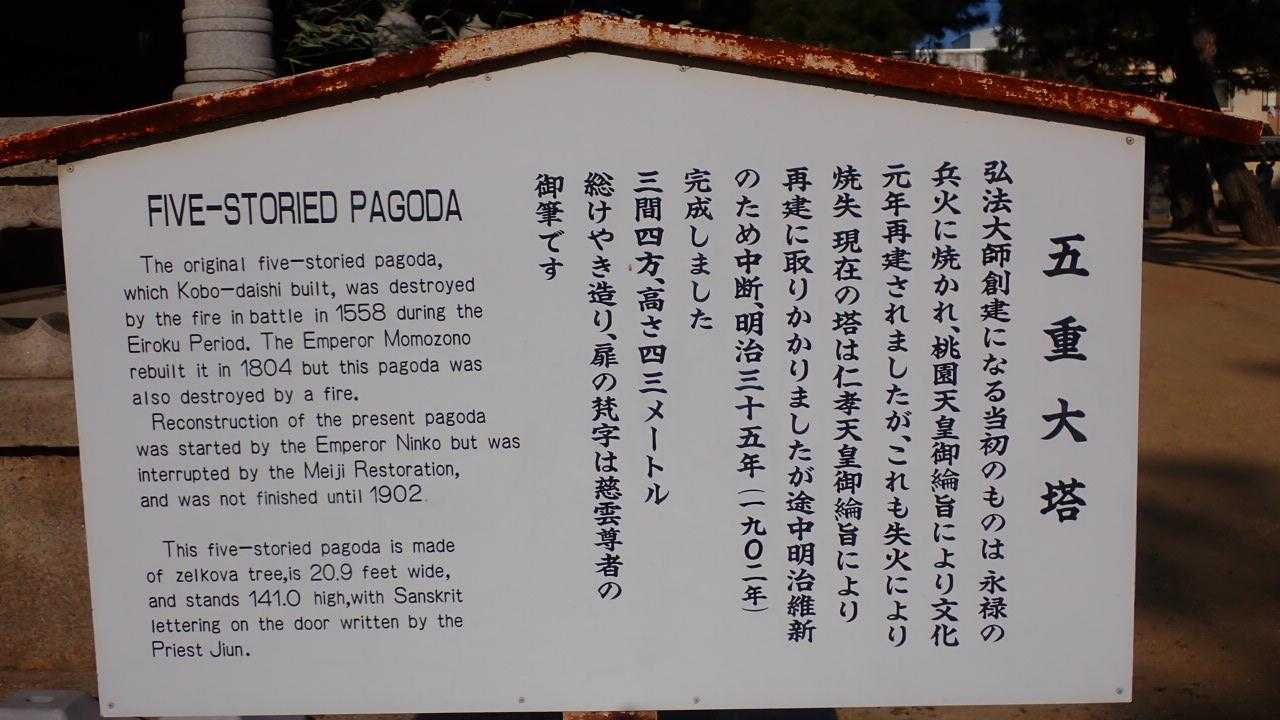 FIVE-STORIED PAGODA
The original five-storied pagoda,
which Kobo-daishi built, was destroyed
by the fire in battle in 1558 during the
Eiroku Period. The Emperor Momozono
rebuilt it in 1804 but this pagoda was
also destroyed by a fire.
Reconstruction of the present pagoda
was started by the Emperor Ninko but was
interrupted by the Meiji Restoration,
and was not finished until 1902.
This five-storied pagoda is made
of zelkova tree,is 20.9 feet wide,
and stands 141.0 high,with Sanskrit
lettering on the door written by the
Priest Jiun.
五重大塔
弘法大師創建になる当初のものは永禄の
兵火に焼かれ、桃園天皇御綸旨により文化
元年再建されましたが、これも失火により
焼失 現在の塔は仁孝天皇御綸旨により
再建に取りかかりましたが途中明治維新
のため中断、明治三十五年(一九〇二年)
完成しました
三間四方、高さ四三メートル
総けやき造り、扉の梵字は慈雲尊者の
御筆です